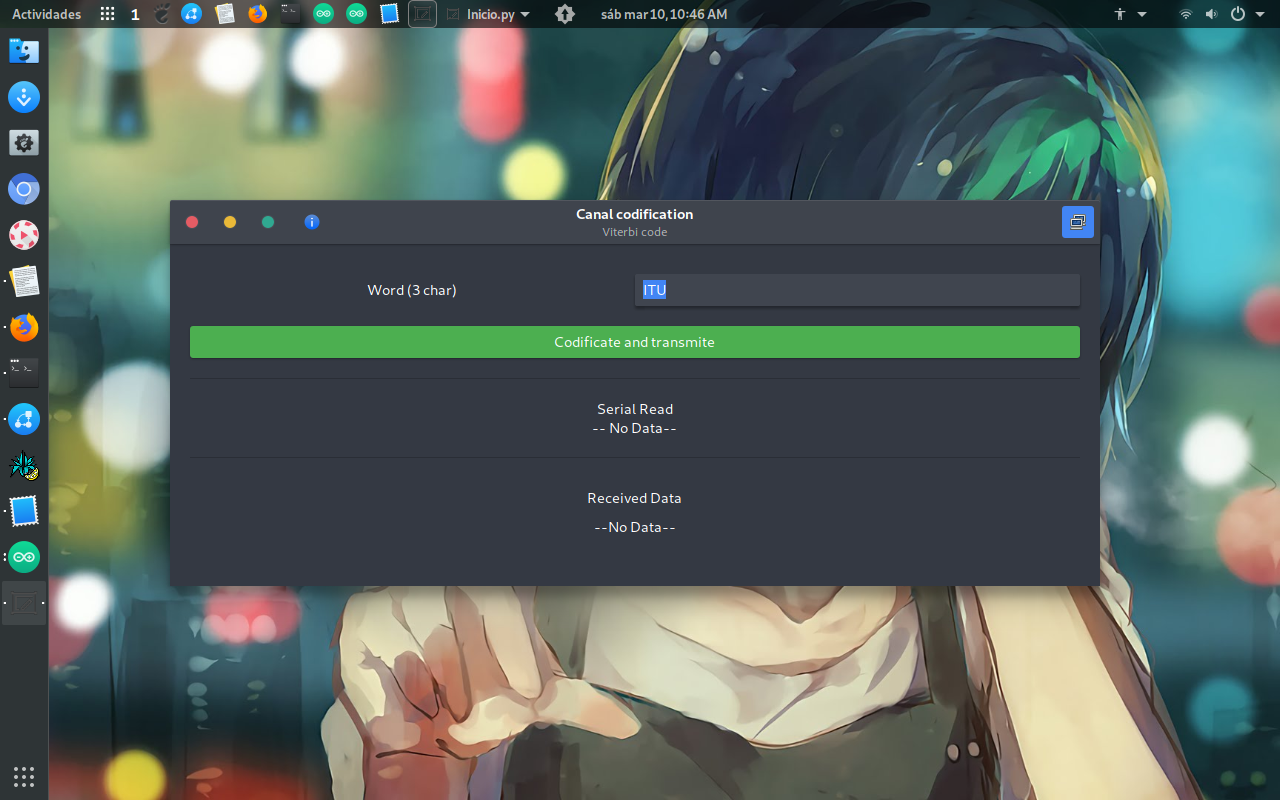 Actividades 1 Inicio.py sáb mar 10, 10:46 AM
Canal codification
Viterbi code
Word (3 char) ITU
Codificate and transmite
Serial Read
-- No Data--
Received Data
--No Data--